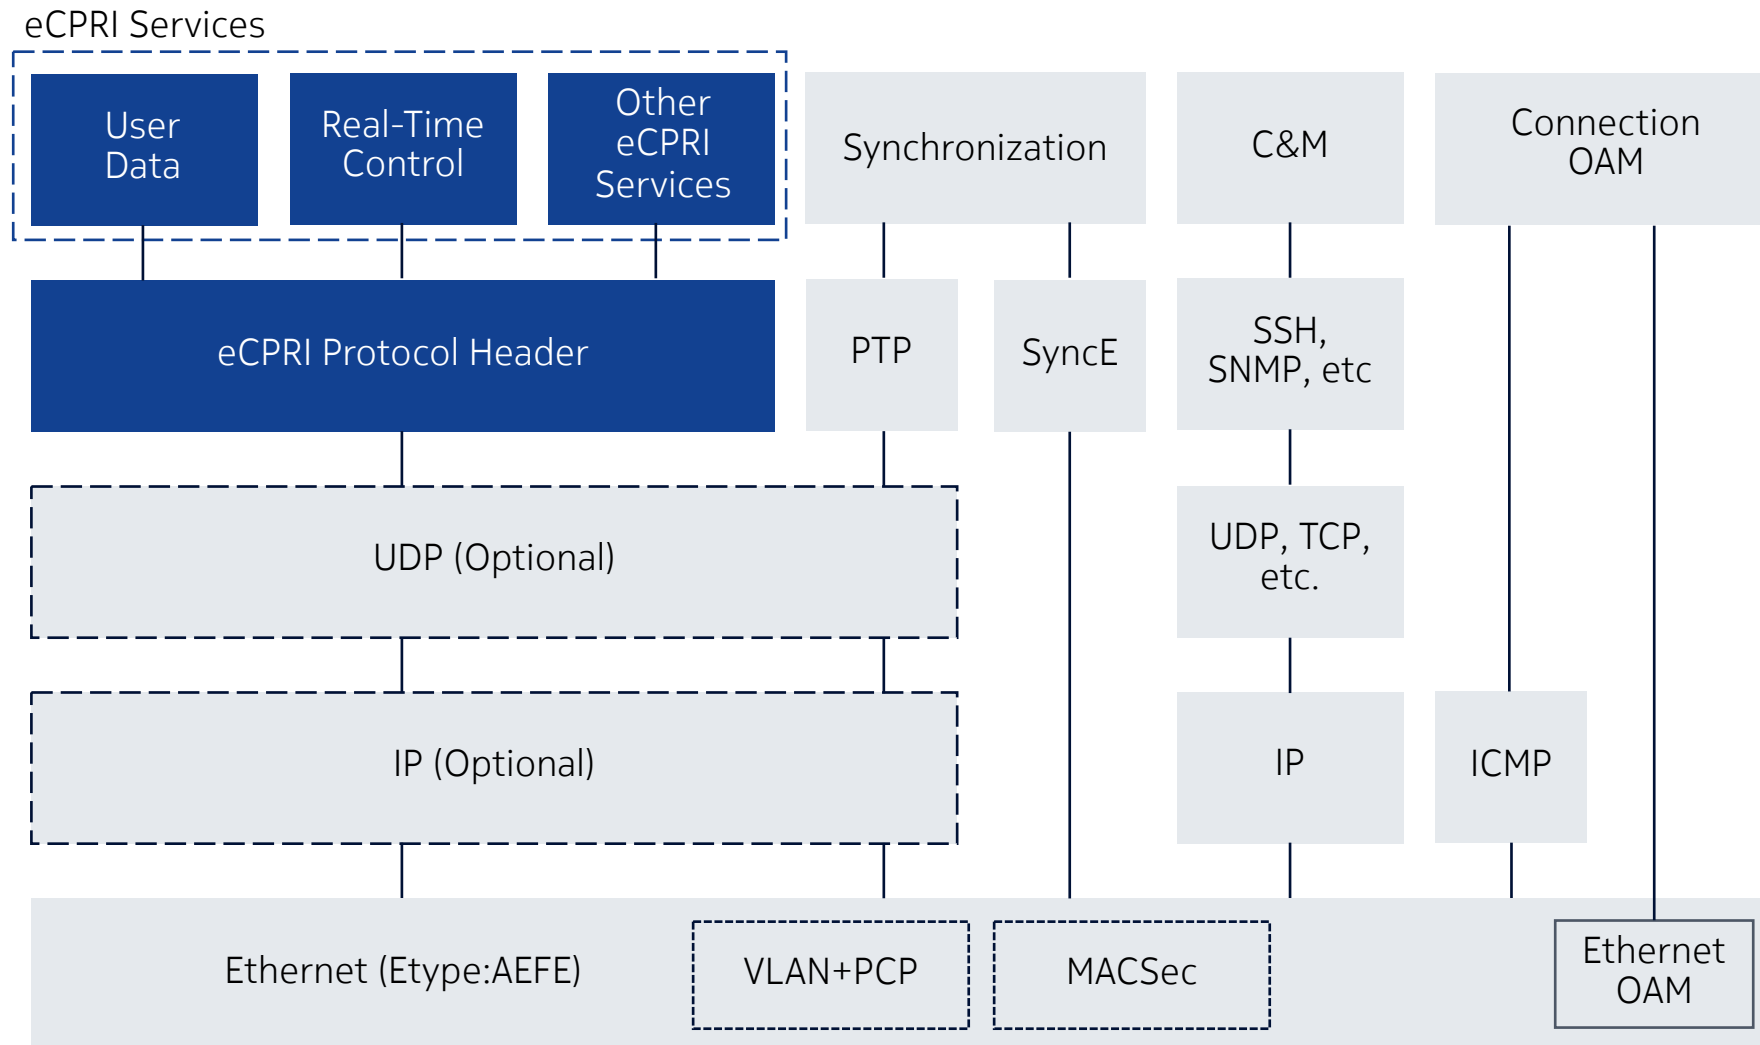 eCPRI Services
User
Data
Real-Time
Control
Other
eCPRI
Services
Synchronization
C&M
Connection
OAM
eCPRI Protocol Header
PTP
SyncE
SSH,
SNMP, etc
UDP (Optional)
UDP, TCP,
etc.
IP (Optional)
IP
ICMP
Ethernet (Etype:AEFE)
VLAN+PCP
MACSec
Ethernet
OAM